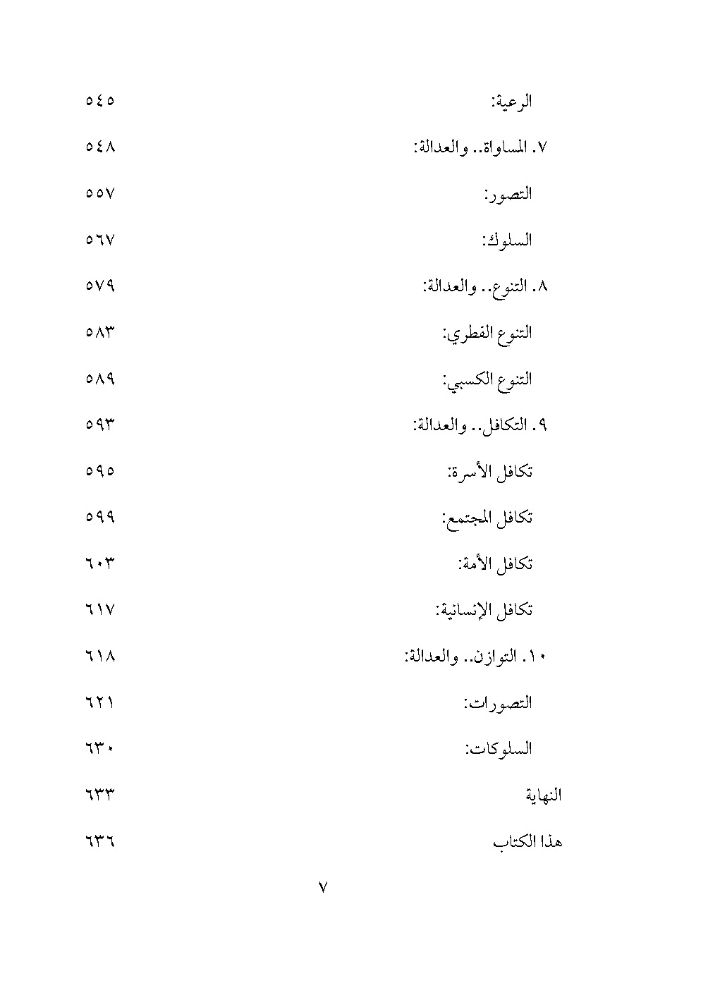 الرعية: ٥٤٥
٧. المساواة.. والعدالة: ٥٤٨
التصور: ٥٥٧
السلوك: ٥٦٧
٨. التنوع.. والعدالة: ٥٧٩
التنوع الفطري: ٥٨٣
التنوع الكسبي: ٥٨٩
٩. التكافل.. والعدالة: ٥٩٣
تكافل الأسرة: ٥٩٥
تكافل المجتمع: ٥٩٩
تكافل الأمة: ٦٠٣
تكافل الإنسانية: ٦١٧
١٠. التوازن.. والعدالة: ٦١٨
التصورات: ٦٢١
السلوكات: ٦٣٠
النهاية ٦٣٣
هذا الكتاب ٦٣٦
٧